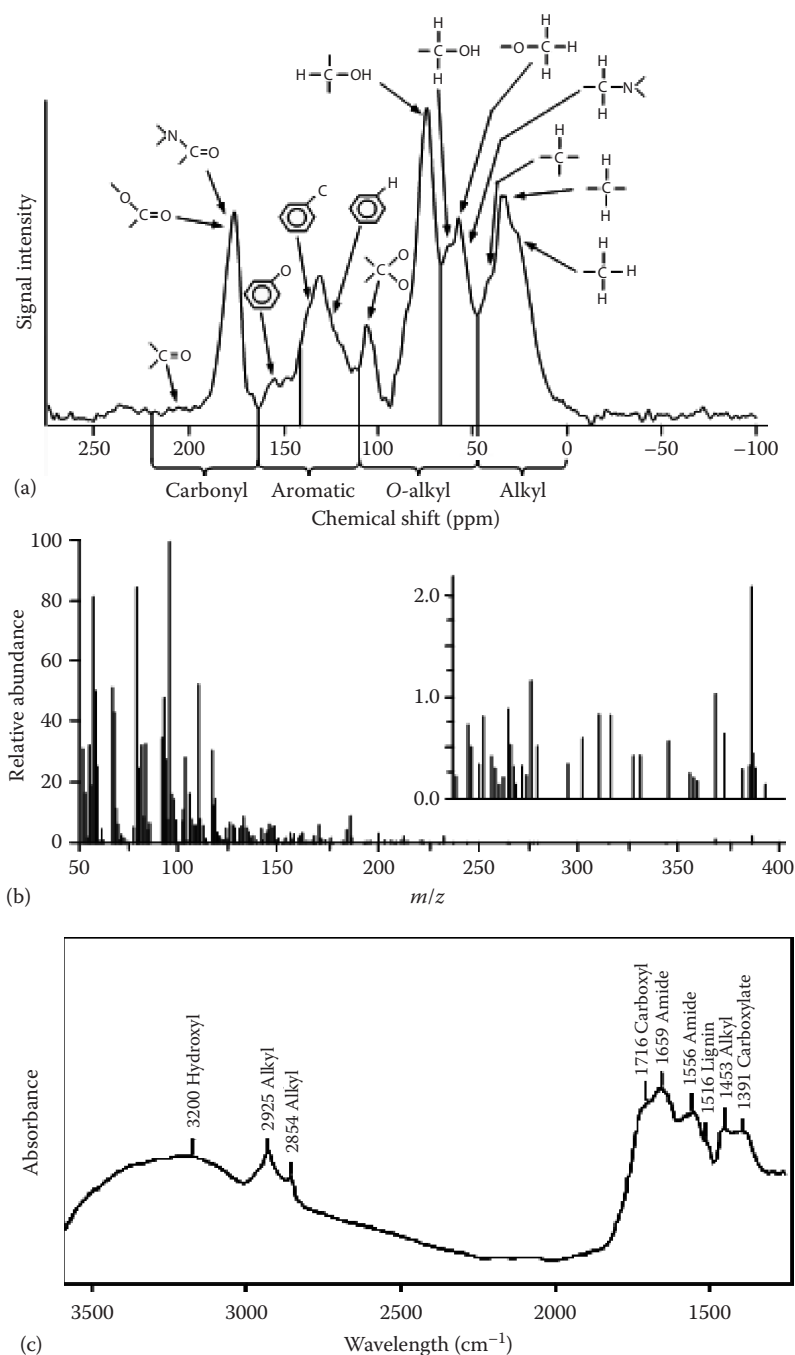 Signal intensity
H C OH
H
C OH
H
O C H
H
H
H
C N
H
H
C
H
C
H
H
C H
H
N
C O
O
C O
C O
O
C
H
C O
O
250 200 150 100 50 0 −50 −100
Carbonyl Aromatic O-alkyl Alkyl
(a)
Chemical shift (ppm)
Relative abundance
100
80
60
40
20
0
2.0
1.0
0.0
50 100 150 200 250 300 350 400
(b)
m/z
Absorbance
3200 Hydroxyl
2925 Alkyl
2854 Alkyl
1716 Carboxyl
1659 Amide
1556 Amide
1516 Lignin
1453 Alkyl
1391 Carboxylate
3500 3000 2500 2000 1500
(c)
Wavelength (cm⁻¹)